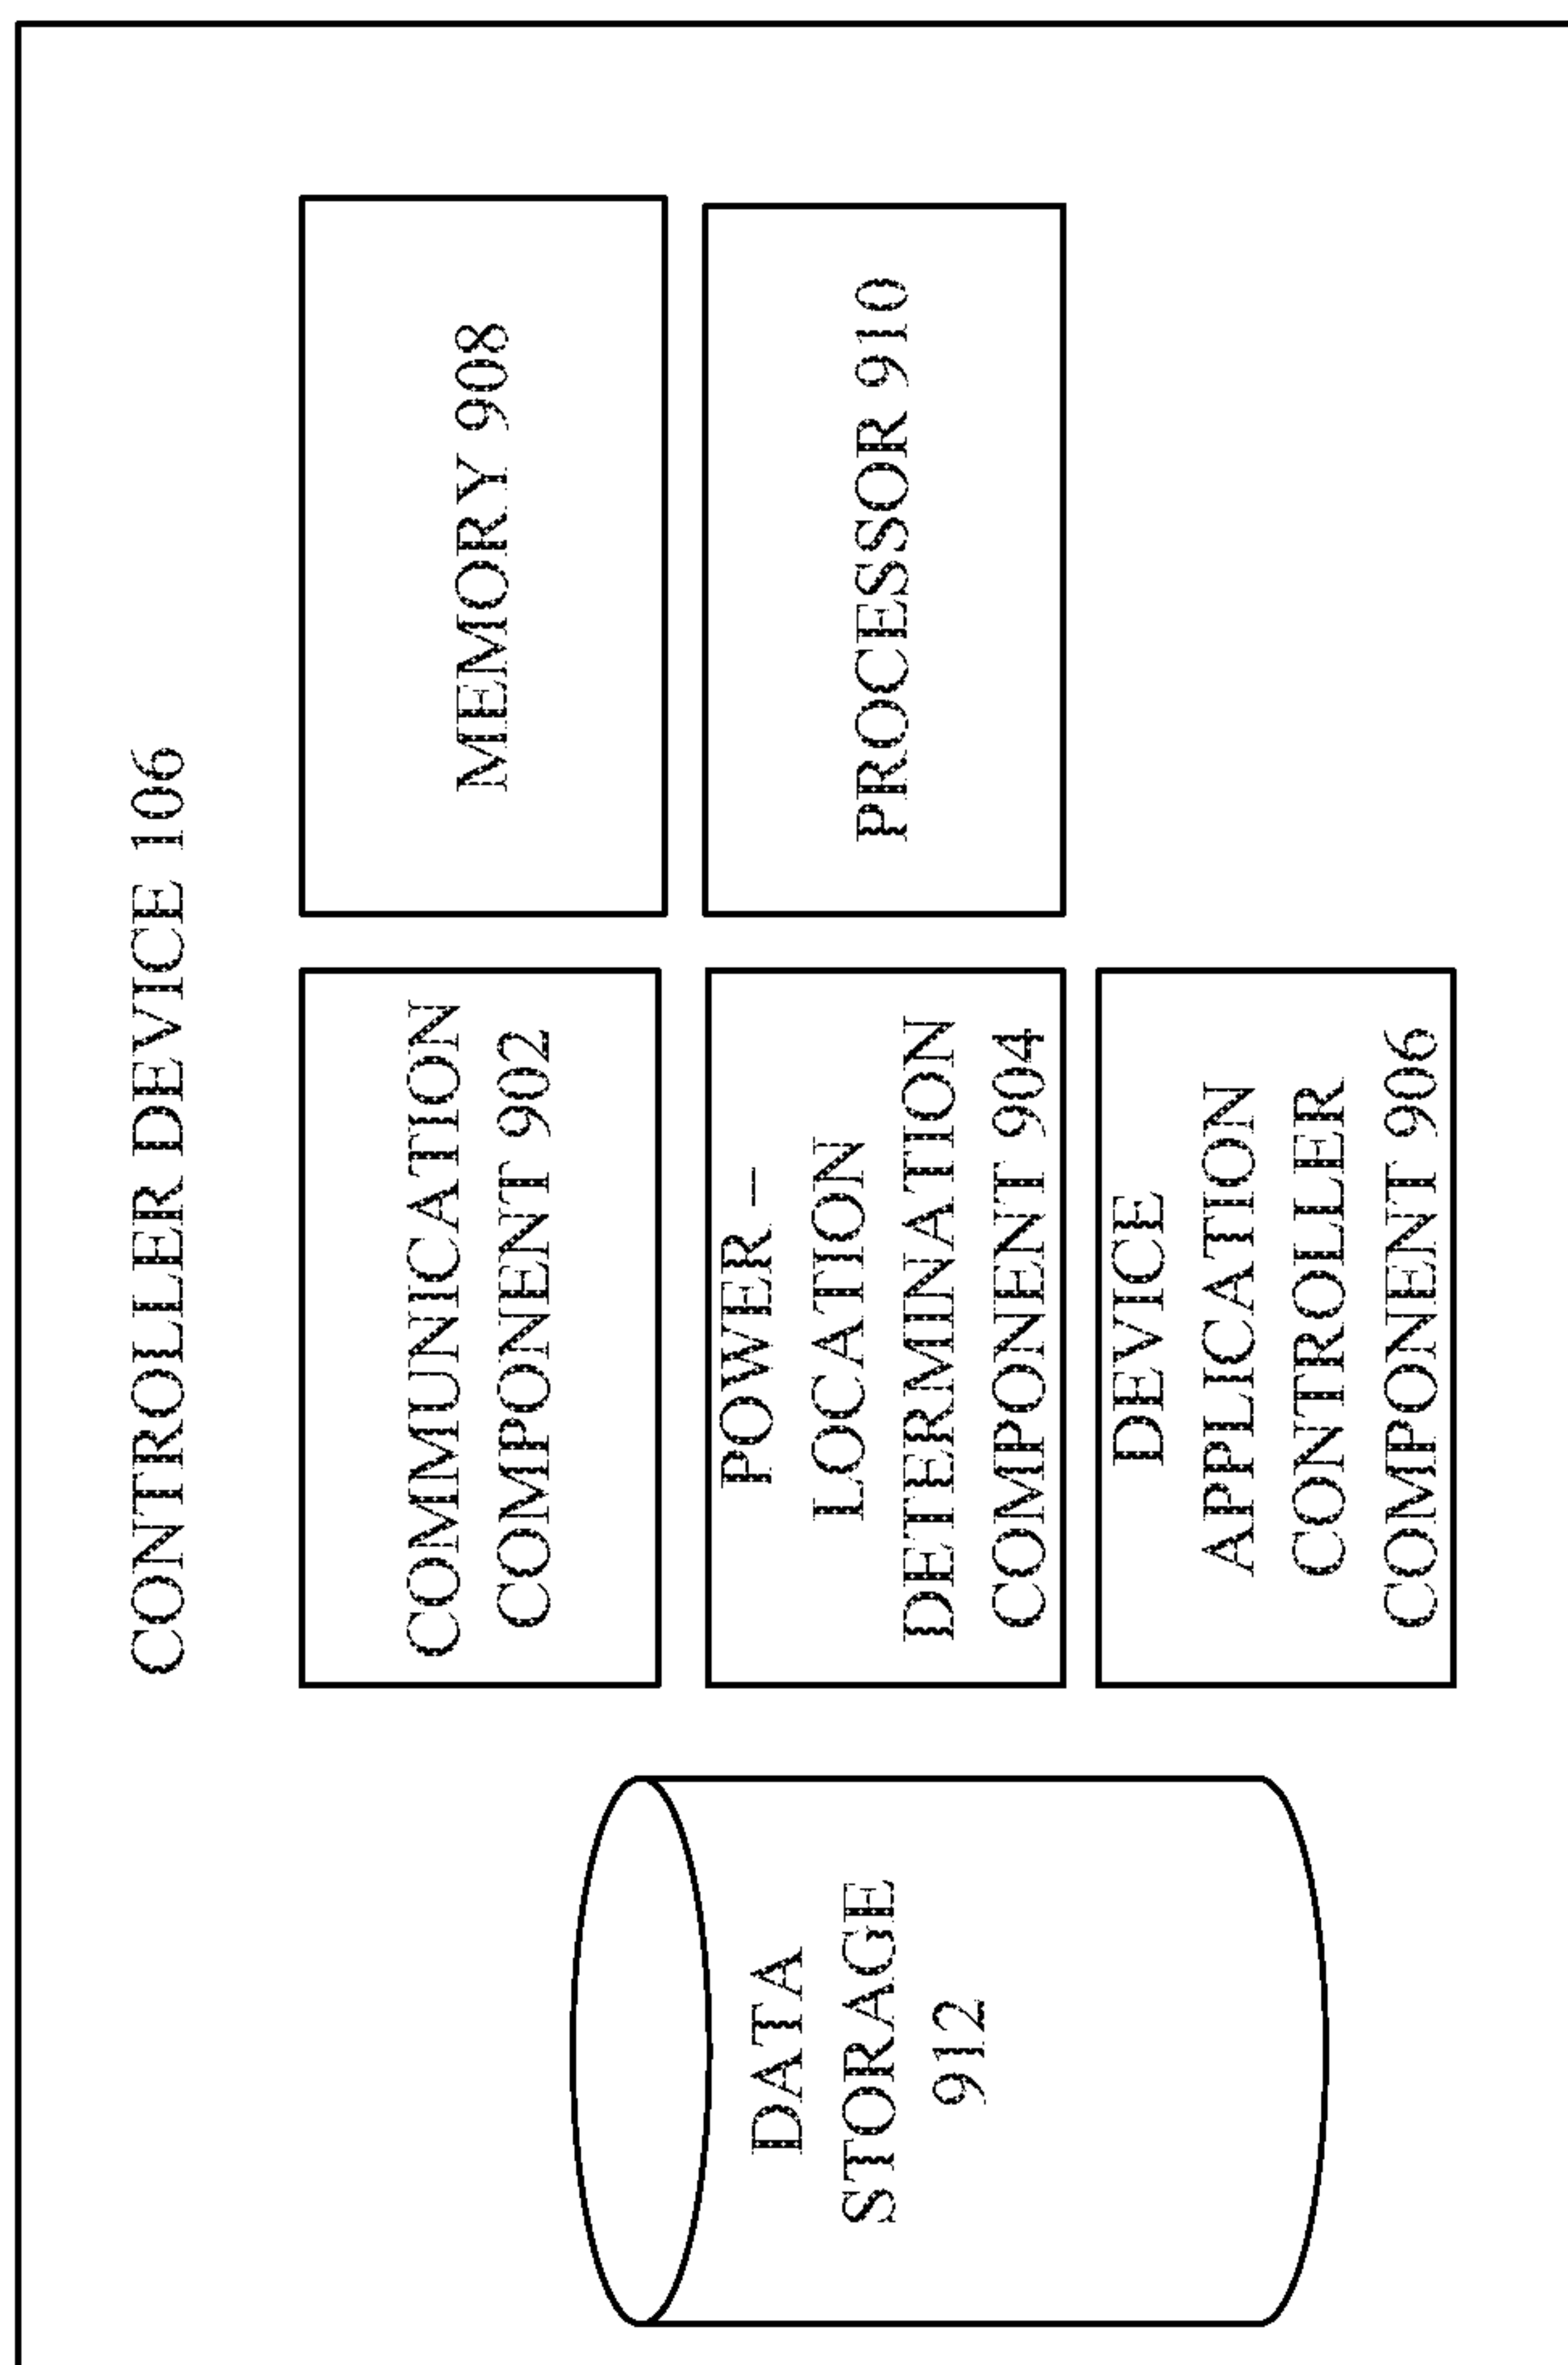 CONTROLLER DEVICE 106
DATA
STORAGE
912
COMMUNICATION
COMPONENT 902
POWER –
LOCATION
DETERMINATION
COMPONENT 904
DEVICE
APPLICATION
CONTROLLER
COMPONENT 906
MEMORY 908
PROCESSOR 910